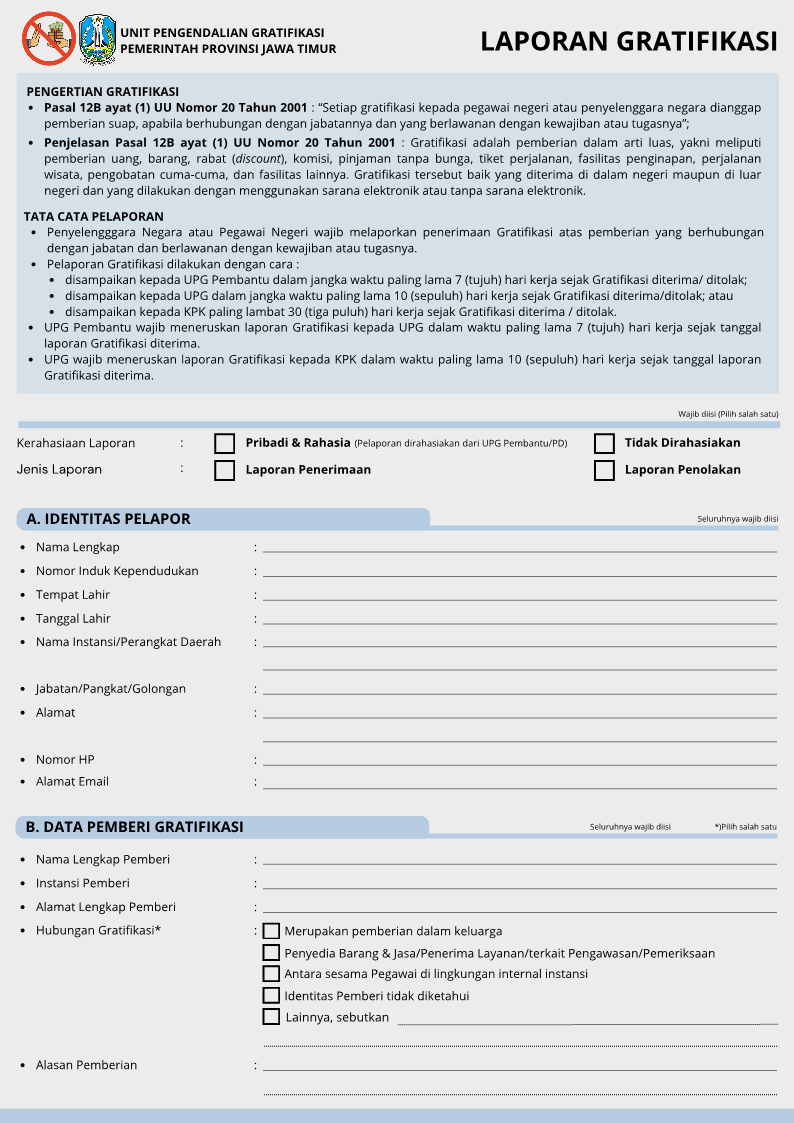 UNIT PENGENDALIAN GRATIFIKASI
PEMERINTAH PROVINSI JAWA TIMUR
LAPORAN GRATIFIKASI
PENGERTIAN GRATIFIKASI
• Pasal 12B ayat (1) UU Nomor 20 Tahun 2001 : “Setiap gratifikasi kepada pegawai negeri atau penyelenggara negara dianggap
pemberian suap, apabila berhubungan dengan jabatannya dan yang berlawanan dengan kewajiban atau tugasnya”;
• Penjelasan Pasal 12B ayat (1) UU Nomor 20 Tahun 2001 : Gratifikasi adalah pemberian dalam arti luas, yakni meliputi
pemberian uang, barang, rabat (discount), komisi, pinjaman tanpa bunga, tiket perjalanan, fasilitas penginapan, perjalanan
wisata, pengobatan cuma-cuma, dan fasilitas lainnya. Gratifikasi tersebut baik yang diterima di dalam negeri maupun di luar
negeri dan yang dilakukan dengan menggunakan sarana elektronik atau tanpa sarana elektronik.
TATA CATA PELAPORAN
• Penyelengggara Negara atau Pegawai Negeri wajib melaporkan penerimaan Gratifikasi atas pemberian yang berhubungan
dengan jabatan dan berlawanan dengan kewajiban atau tugasnya.
• Pelaporan Gratifikasi dilakukan dengan cara :
• disampaikan kepada UPG Pembantu dalam jangka waktu paling lama 7 (tujuh) hari kerja sejak Gratifikasi diterima/ ditolak;
• disampaikan kepada UPG dalam jangka waktu paling lama 10 (sepuluh) hari kerja sejak Gratifikasi diterima/ditolak; atau
• disampaikan kepada KPK paling lambat 30 (tiga puluh) hari kerja sejak Gratifikasi diterima / ditolak.
• UPG Pembantu wajib meneruskan laporan Gratifikasi kepada UPG dalam waktu paling lama 7 (tujuh) hari kerja sejak tanggal
laporan Gratifikasi diterima.
• UPG wajib meneruskan laporan Gratifikasi kepada KPK dalam waktu paling lama 10 (sepuluh) hari kerja sejak tanggal laporan
Gratifikasi diterima.
Wajib diisi (Pilih salah satu)
Kerahasiaan Laporan : Pribadi & Rahasia (Pelaporan dirahasiakan dari UPG Pembantu/PD) Tidak Dirahasiakan
Jenis Laporan : Laporan Penerimaan Laporan Penolakan
A. IDENTITAS PELAPOR Seluruhnya wajib diisi
• Nama Lengkap :
• Nomor Induk Kependudukan :
• Tempat Lahir :
• Tanggal Lahir :
• Nama Instansi/Perangkat Daerah :
• Jabatan/Pangkat/Golongan :
• Alamat :
• Nomor HP :
• Alamat Email :
B. DATA PEMBERI GRATIFIKASI Seluruhnya wajib diisi *)Pilih salah satu
• Nama Lengkap Pemberi :
• Instansi Pemberi :
• Alamat Lengkap Pemberi :
• Hubungan Gratifikasi* : Merupakan pemberian dalam keluarga
Penyedia Barang & Jasa/Penerima Layanan/terkait Pengawasan/Pemeriksaan
Antara sesama Pegawai di lingkungan internal instansi
Identitas Pemberi tidak diketahui
Lainnya, sebutkan
• Alasan Pemberian :